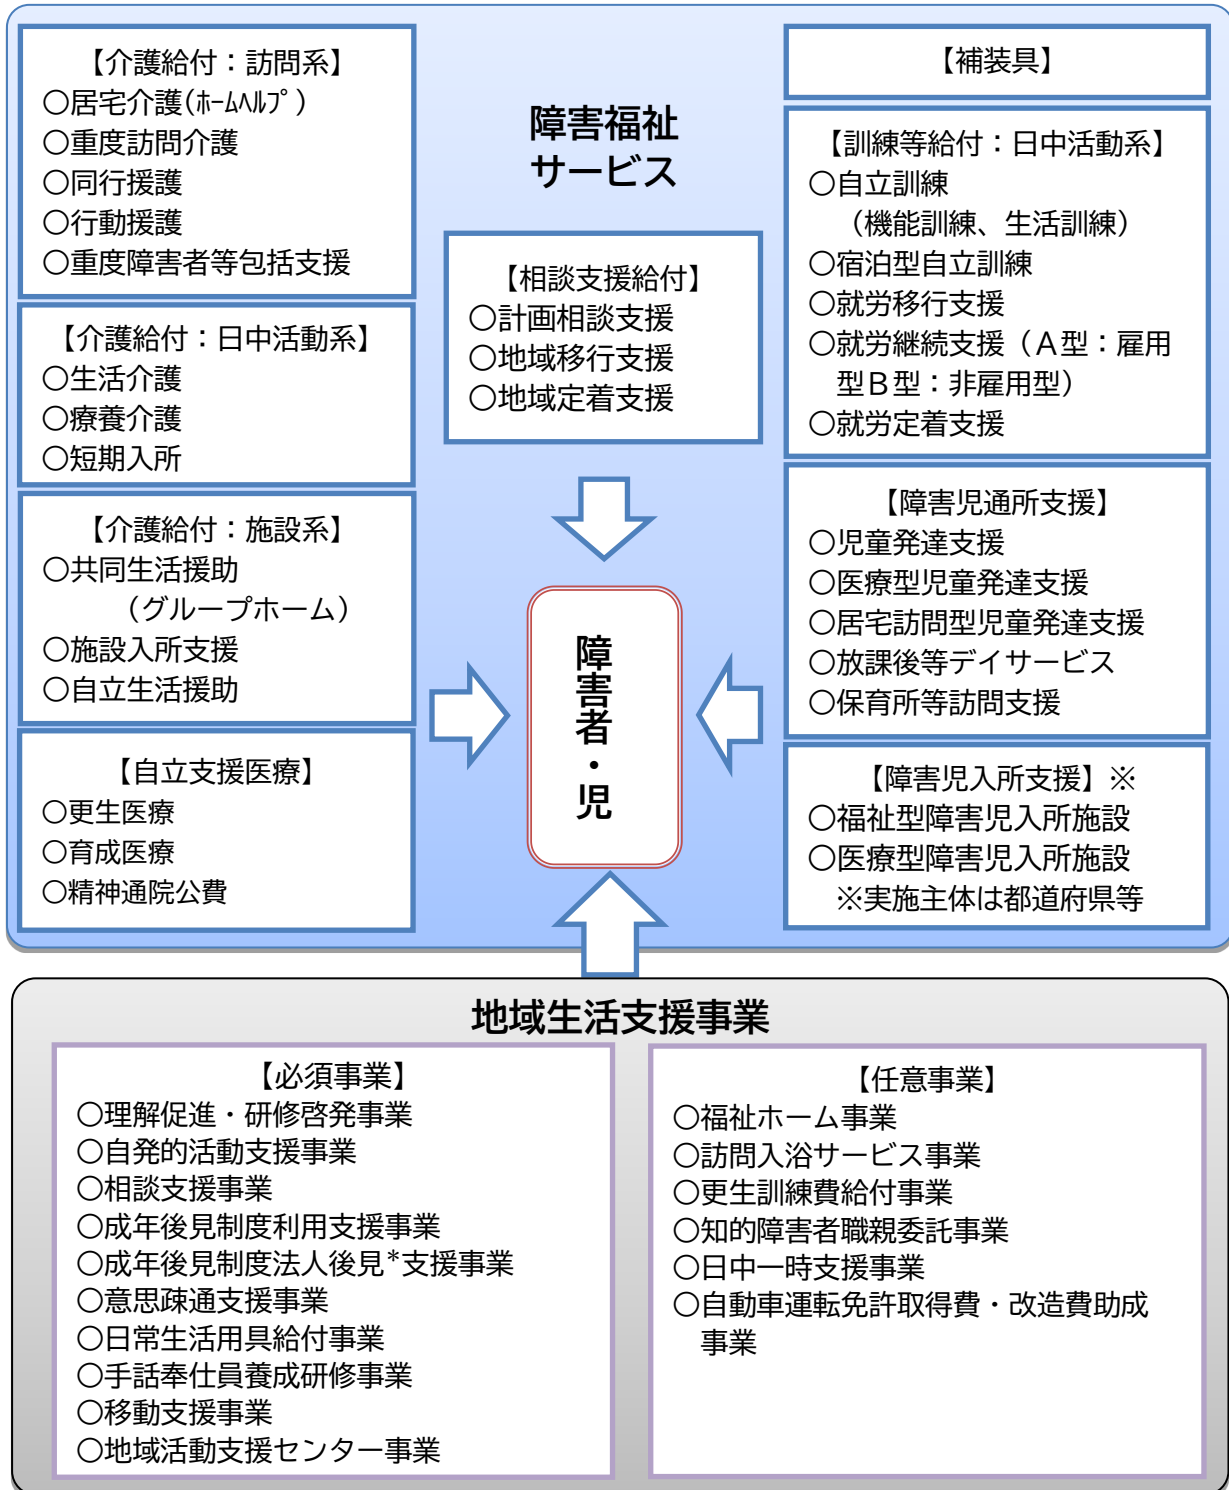 【介護給付：訪問系】
○居宅介護(ﾎｰﾑﾍﾙﾌﾟ)
○重度訪問介護
○同行援護
○行動援護
○重度障害者等包括支援
【介護給付：日中活動系】
○生活介護
○療養介護
○短期入所
【介護給付：施設系】
○共同生活援助
（グループホーム）
○施設入所支援
○自立生活援助
【自立支援医療】
○更生医療
○育成医療
○精神通院公費
障害福祉
サービス
【相談支援給付】
○計画相談支援
○地域移行支援
○地域定着支援
障害者・児
【補装具】
【訓練等給付：日中活動系】
○自立訓練
（機能訓練、生活訓練）
○宿泊型自立訓練
○就労移行支援
○就労継続支援（Ａ型：雇用
型Ｂ型：非雇用型）
○就労定着支援
【障害児通所支援】
○児童発達支援
○医療型児童発達支援
○居宅訪問型児童発達支援
○放課後等デイサービス
○保育所等訪問支援
【障害児入所支援】※
○福祉型障害児入所施設
○医療型障害児入所施設
※実施主体は都道府県等
地域生活支援事業
【必須事業】
○理解促進・研修啓発事業
○自発的活動支援事業
○相談支援事業
○成年後見制度利用支援事業
○成年後見制度法人後見*支援事業
○意思疎通支援事業
○日常生活用具給付事業
○手話奉仕員養成研修事業
○移動支援事業
○地域活動支援センター事業
【任意事業】
○福祉ホーム事業
○訪問入浴サービス事業
○更生訓練費給付事業
○知的障害者職親委託事業
○日中一時支援事業
○自動車運転免許取得費・改造費助成
事業